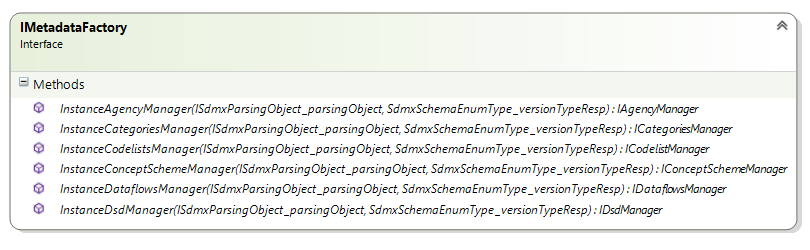 IMetadataFactory
Interface
Methods
InstanceAgencyManager(ISdmxParsingObject _parsingObject, SdmxSchemaEnumType _versionTypeResp) : IAgencyManager
InstanceCategoriesManager(ISdmxParsingObject _parsingObject, SdmxSchemaEnumType _versionTypeResp) : ICategoriesManager
InstanceCodelistsManager(ISdmxParsingObject _parsingObject, SdmxSchemaEnumType _versionTypeResp) : ICodelistManager
InstanceConceptSchemeManager(ISdmxParsingObject _parsingObject, SdmxSchemaEnumType _versionTypeResp) : IConceptSchemeManager
InstanceDataflowsManager(ISdmxParsingObject _parsingObject, SdmxSchemaEnumType _versionTypeResp) : IDataflowsManager
InstanceDsdManager(ISdmxParsingObject _parsingObject, SdmxSchemaEnumType _versionTypeResp) : IDsdManager